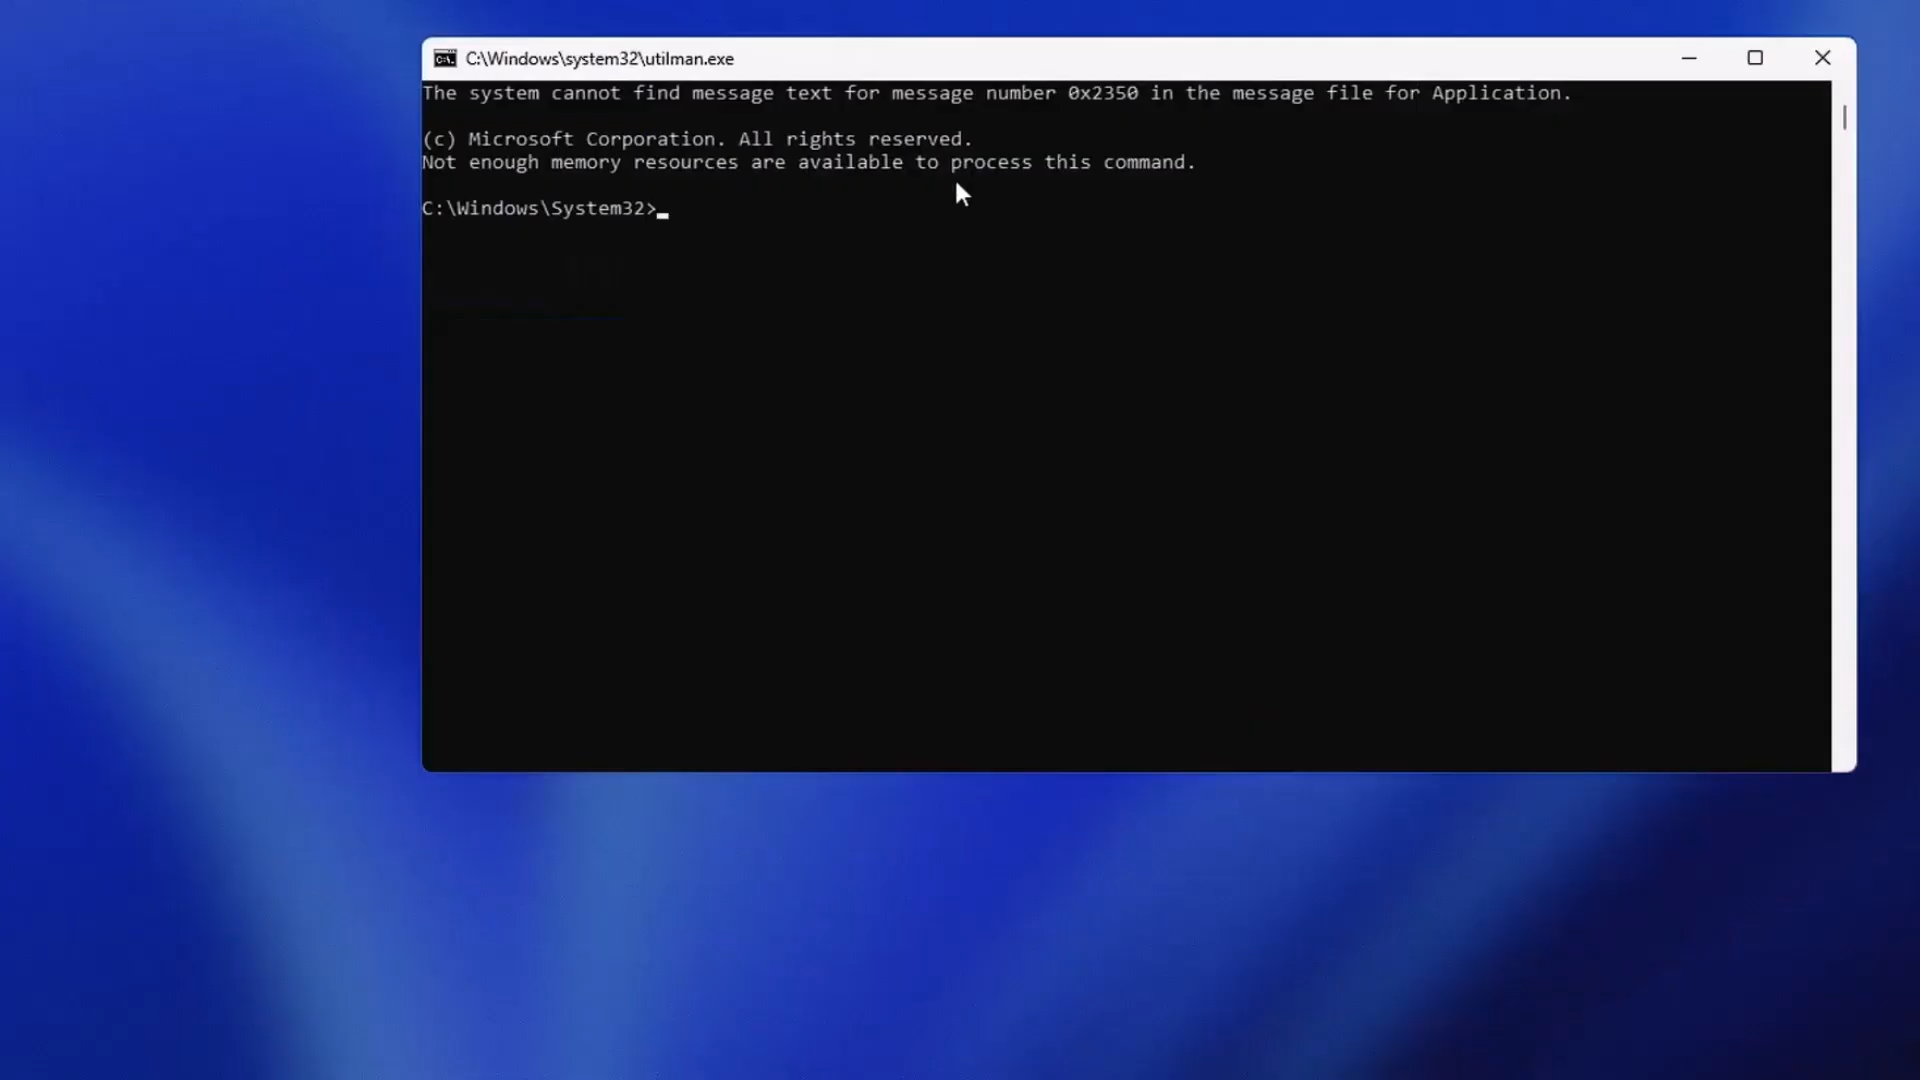 C:\Windows\system32\utilman.exe
The system cannot find message text for message number 0x2350 in the message file for Application.
(c) Microsoft Corporation. All rights reserved.
Not enough memory resources are available to process this command.
C:\Windows\System32>